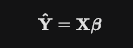 Ŷ = Xβ